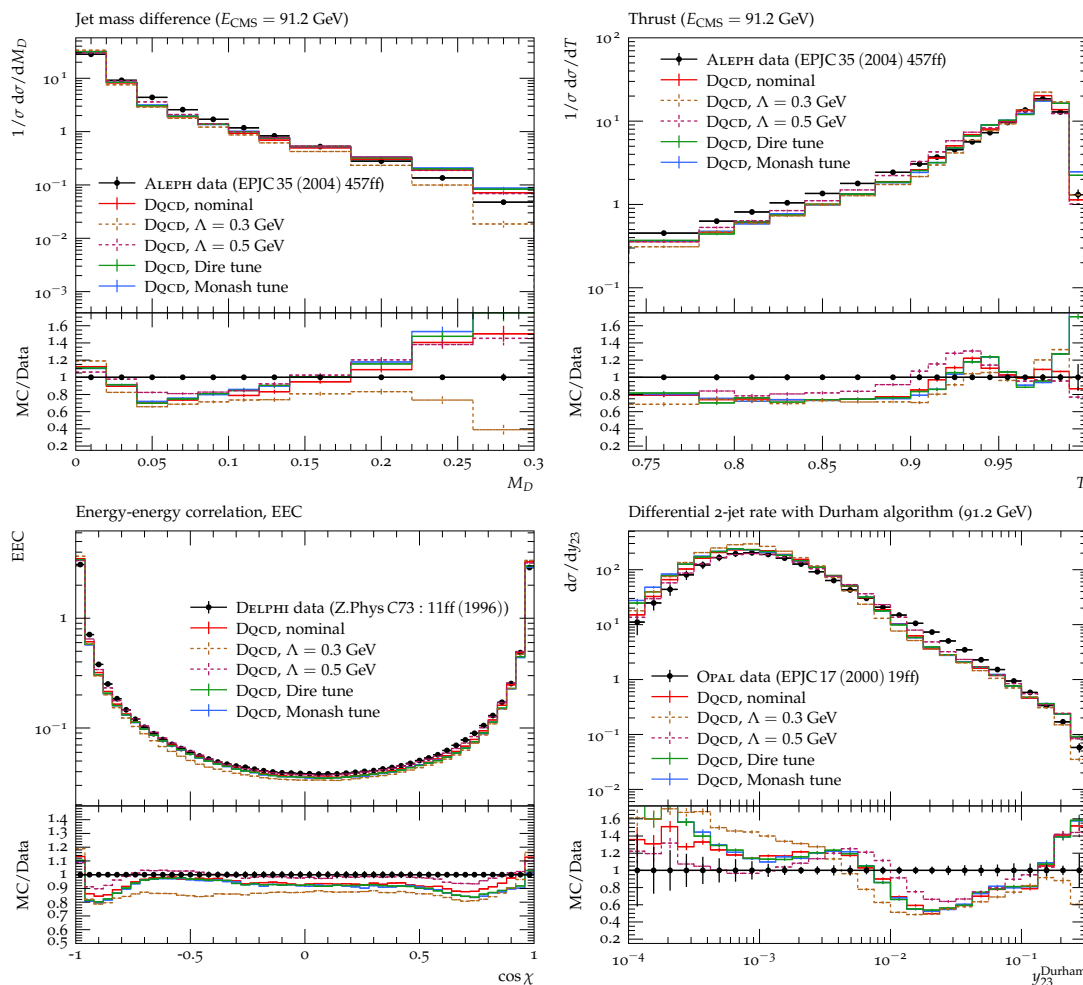 Jet mass difference (E_CMS = 91.2 GeV)
1/σ dσ/dM_D
10^1
1
10^−1
10^−2
10^−3
ALEPH data (EPJC 35 (2004) 457ff)
DQCD, nominal
DQCD, Λ = 0.3 GeV
DQCD, Λ = 0.5 GeV
DQCD, Dire tune
DQCD, Monash tune
MC/Data
1.6
1.4
1.2
1
0.8
0.6
0.4
0.2
0 0.05 0.1 0.15 0.2 0.25 0.3
M_D
Thrust (E_CMS = 91.2 GeV)
1/σ dσ/dT
10^2
10^1
1
10^−1
ALEPH data (EPJC 35 (2004) 457ff)
DQCD, nominal
DQCD, Λ = 0.3 GeV
DQCD, Λ = 0.5 GeV
DQCD, Dire tune
DQCD, Monash tune
MC/Data
1.6
1.4
1.2
1
0.8
0.6
0.4
0.2
0.75 0.8 0.85 0.9 0.95
T
Energy-energy correlation, EEC
EEC
1
10^−1
DELPHI data (Z.Phys C73 : 11ff (1996))
DQCD, nominal
DQCD, Λ = 0.3 GeV
DQCD, Λ = 0.5 GeV
DQCD, Dire tune
DQCD, Monash tune
MC/Data
1.4
1.3
1.2
1.1
1.0
0.9
0.8
0.7
0.6
0.5
-1 -0.5 0 0.5 1
cos χ
Differential 2-jet rate with Durham algorithm (91.2 GeV)
dσ/dy_23
10^2
10^1
1
10^−1
10^−2
OPAL data (EPJC 17 (2000) 19ff)
DQCD, nominal
DQCD, Λ = 0.3 GeV
DQCD, Λ = 0.5 GeV
DQCD, Dire tune
DQCD, Monash tune
MC/Data
1.6
1.4
1.2
1
0.8
0.6
0.4
0.2
10^−4 10^−3 10^−2 10^−1
y_23^Durham